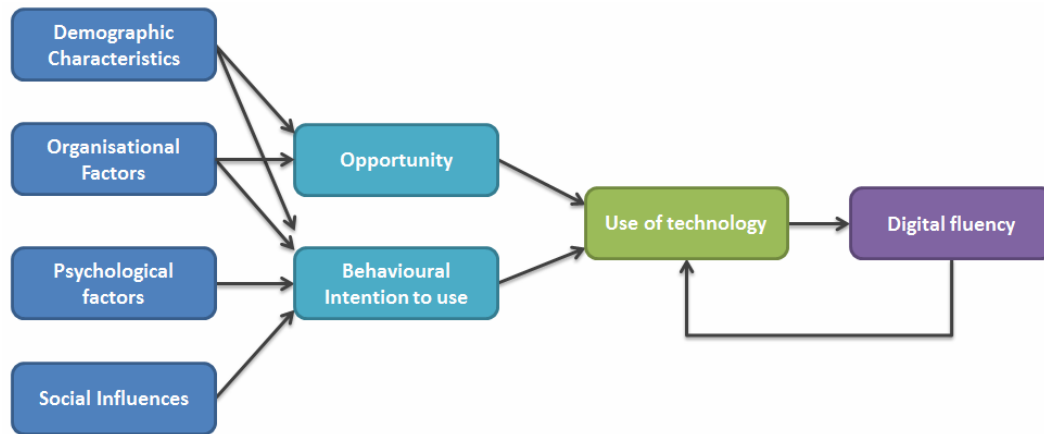 Demographic
Characteristics
Organisational
Factors
Opportunity
Use of technology
Digital fluency
Psychological
factors
Behavioural
Intention to use
Social Influences